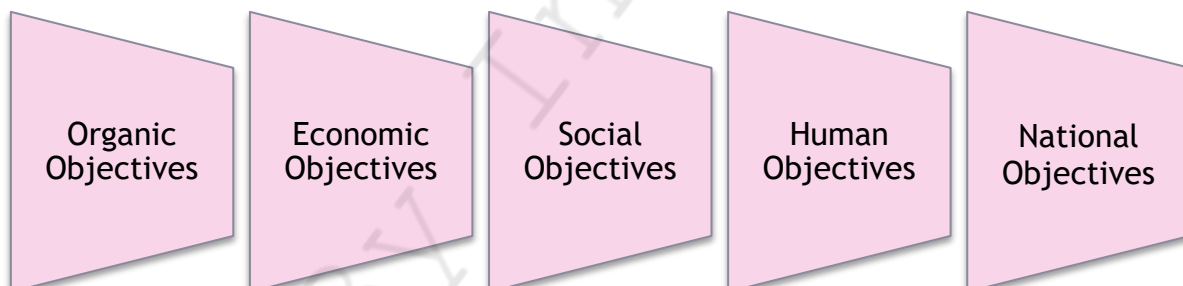 Organic
Objectives
Economic
Objectives
Social
Objectives
Human
Objectives
National
Objectives